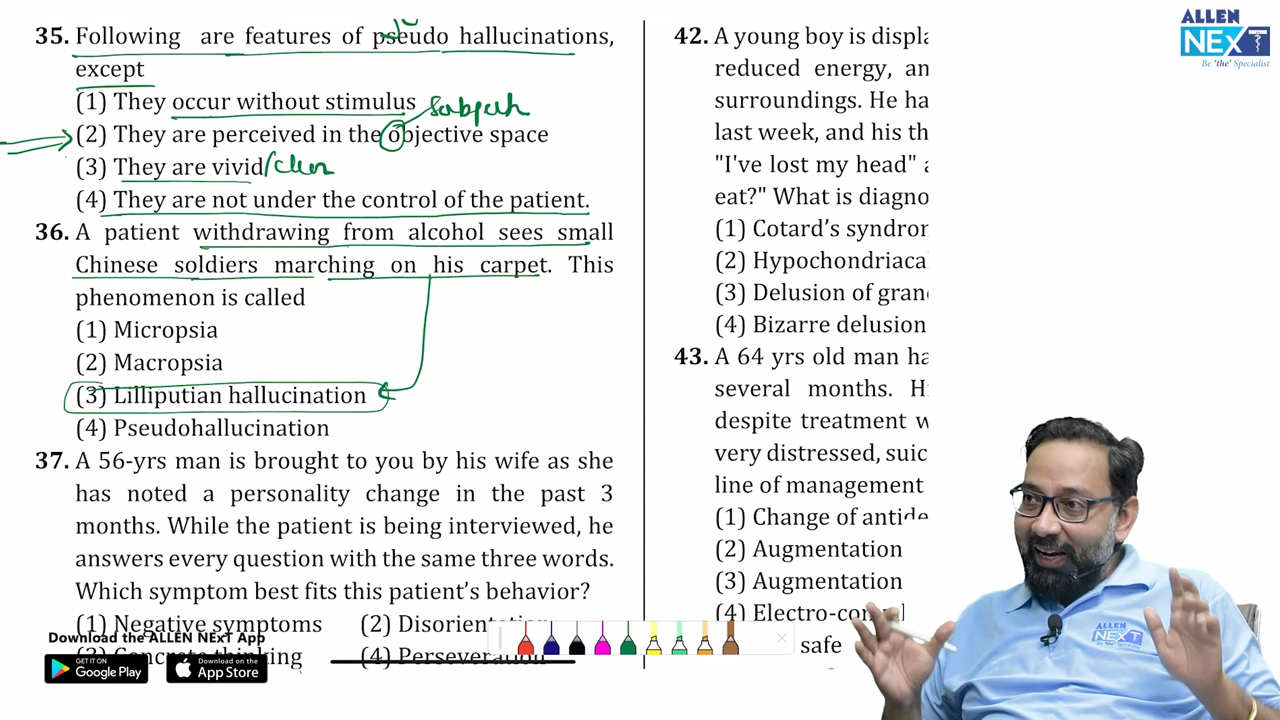 35. Following are features of pseudo hallucinations,
except
(1) They occur without stimulus
(2) They are perceived in the objective space
(3) They are vivid
(4) They are not under the control of the patient.
36. A patient withdrawing from alcohol sees small
Chinese soldiers marching on his carpet. This
phenomenon is called
(1) Micropsia
(2) Macropsia
(3) Lilliputian hallucination
(4) Pseudohallucination
37. A 56-yrs man is brought to you by his wife as she
has noted a personality change in the past 3
months. While the patient is being interviewed, he
answers every question with the same three words.
Which symptom best fits this patient's behavior?
(1) Negative symptoms (2)
(4) Perseveration
Download the ALLEN NExT App
GET IT ON
Google Play
Download on the
App Store
42. A young boy is displa
reduced energy, an
surroundings. He ha
last week, and his th
"I've lost my head" a
eat?" What is diagno
(1) Cotard's syndron
(2) Hypochondriacal
(3) Delusion of gran
(4) Bizarre delusion
43. A 64 yrs old man ha
several months. H
despite treatment w
very distressed, suic
line of management
(1) Change of antide
(2) Augmentation
(3) Augmentation
(4)
safe
ALLEN
NExT
Be 'the' Specialist
ALLEN
NExT